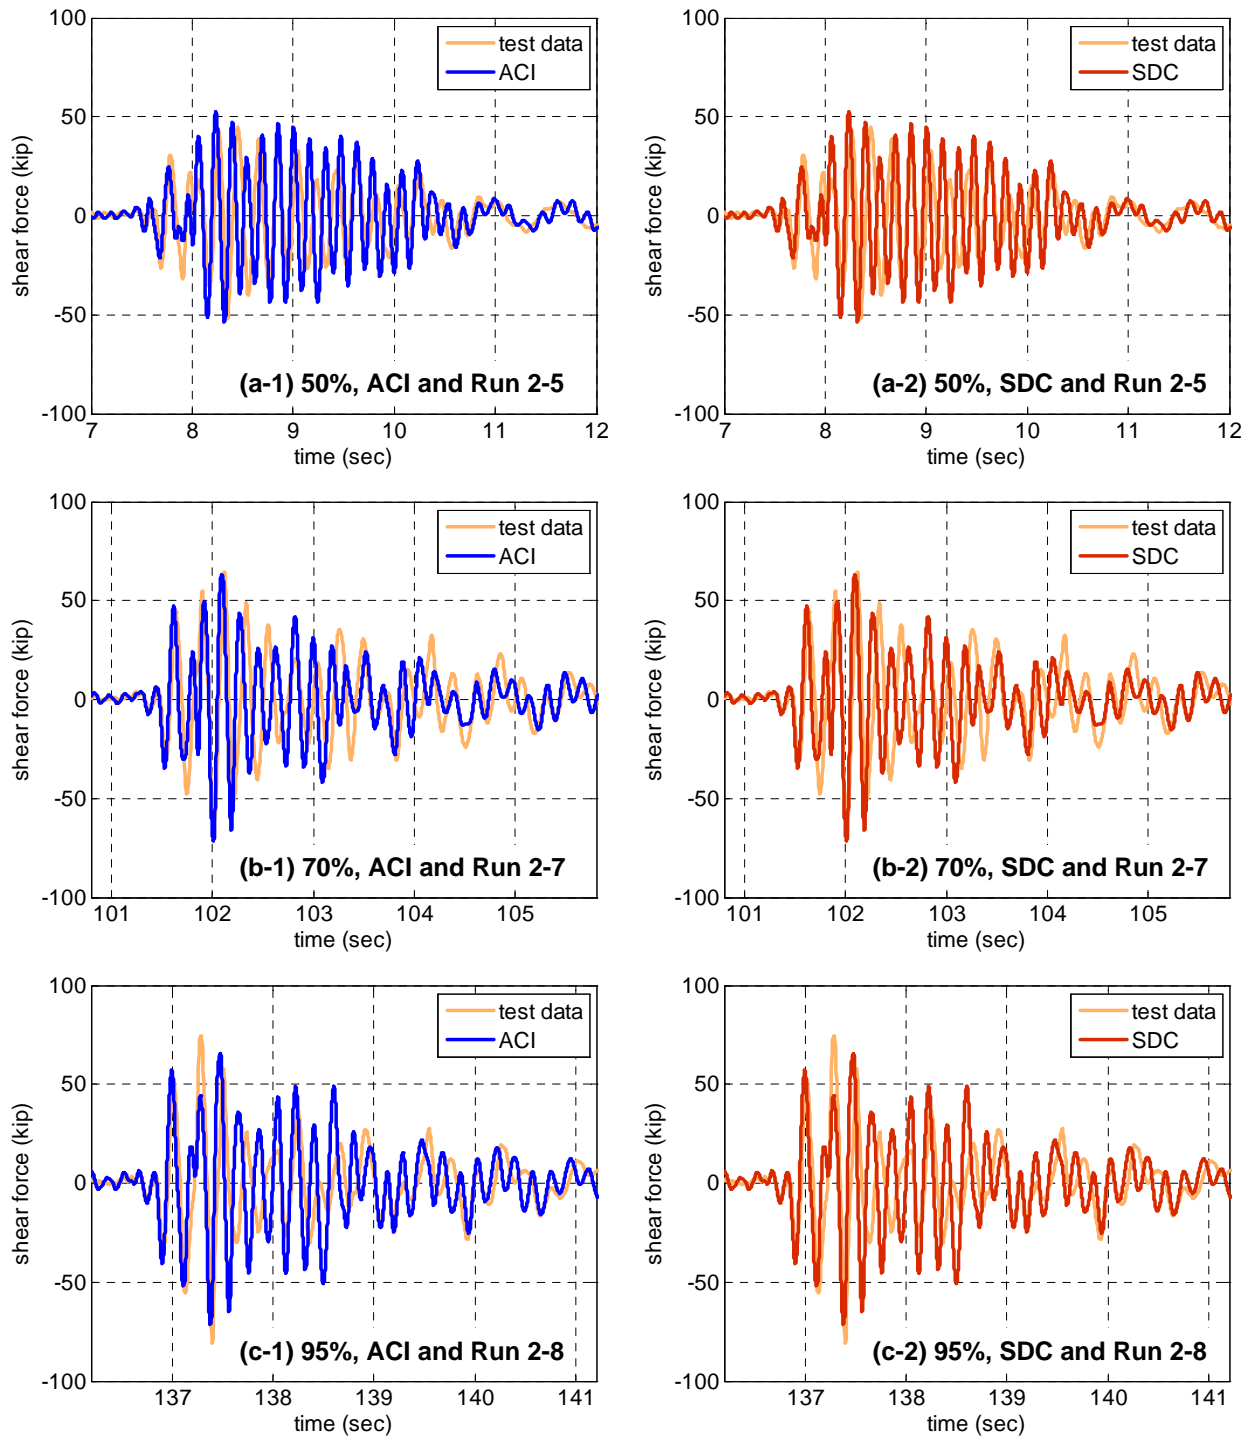 100
50
0
-50
-100
shear force (kip)
test data
ACI
(a-1) 50%, ACI and Run 2-5
7 8 9 10 11 12
time (sec)
100
50
0
-50
-100
shear force (kip)
test data
SDC
(a-2) 50%, SDC and Run 2-5
7 8 9 10 11 12
time (sec)
100
50
0
-50
-100
shear force (kip)
test data
ACI
(b-1) 70%, ACI and Run 2-7
101 102 103 104 105
time (sec)
100
50
0
-50
-100
shear force (kip)
test data
SDC
(b-2) 70%, SDC and Run 2-7
101 102 103 104 105
time (sec)
100
50
0
-50
-100
shear force (kip)
test data
ACI
(c-1) 95%, ACI and Run 2-8
137 138 139 140 141
time (sec)
100
50
0
-50
-100
shear force (kip)
test data
SDC
(c-2) 95%, SDC and Run 2-8
137 138 139 140 141
time (sec)